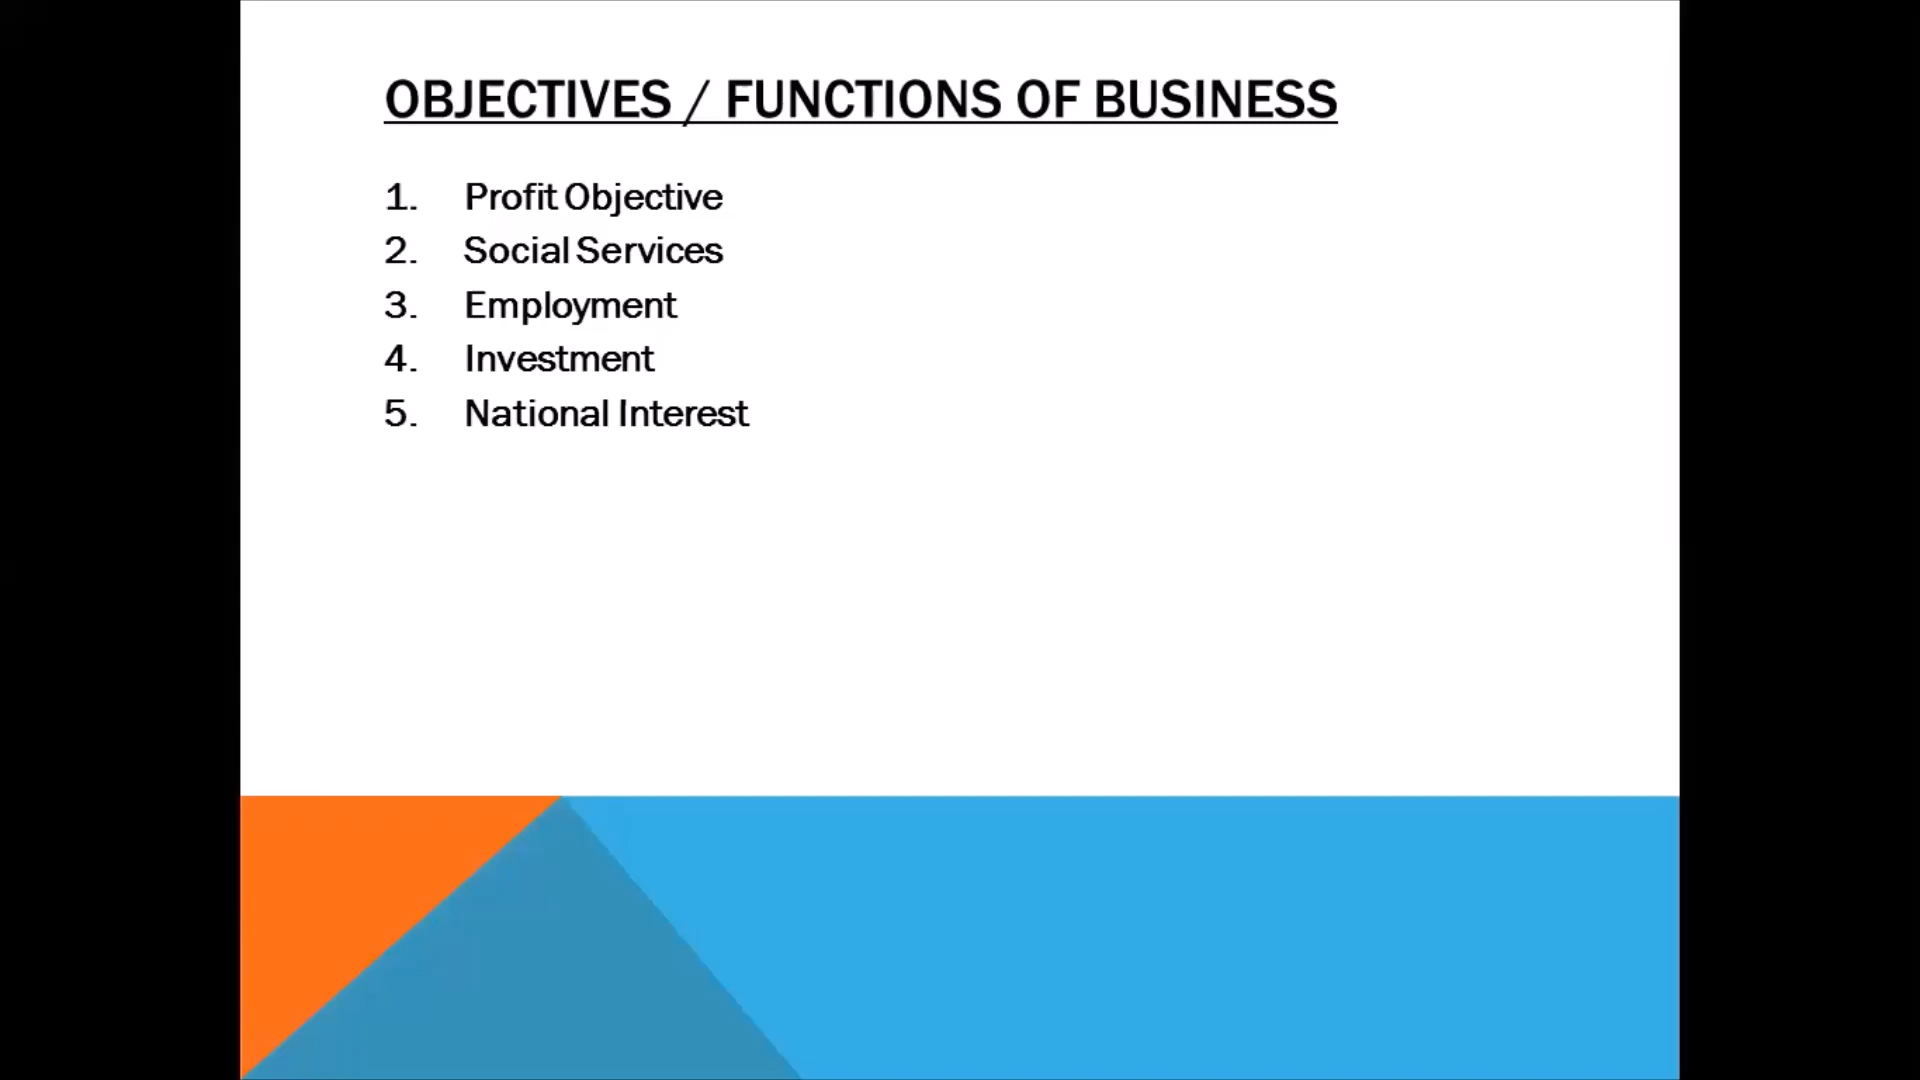 OBJECTIVES / FUNCTIONS OF BUSINESS
1. Profit Objective
2. Social Services
3. Employment
4. Investment
5. National Interest